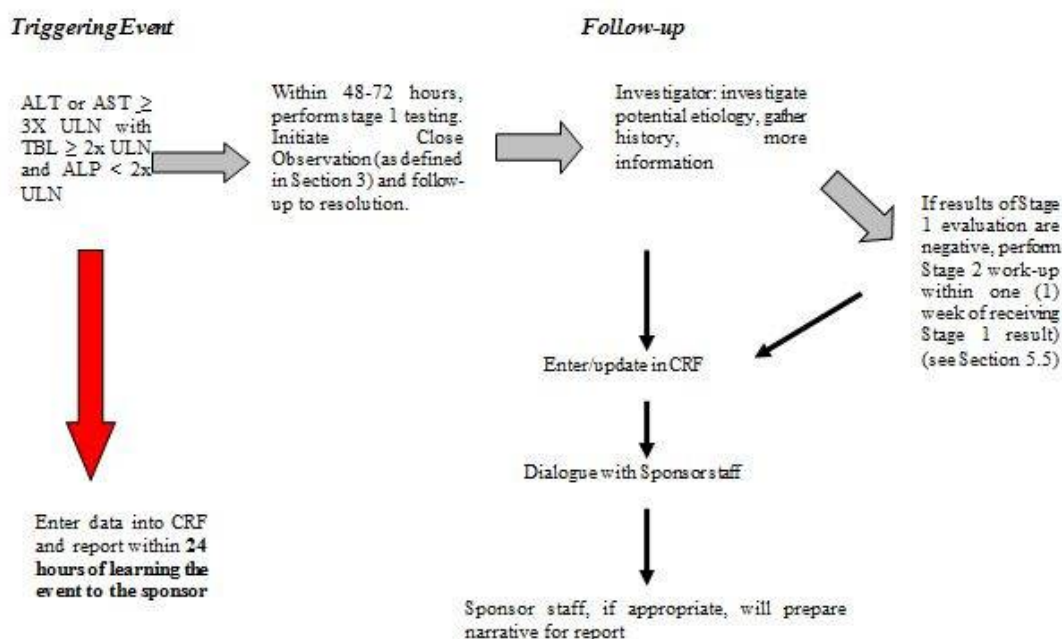 Triggering Event
Follow-up
ALT or AST ≥
3X ULN with
TBL ≥ 2x ULN
and ALP < 2x
ULN
Within 48-72 hours,
perform stage 1 testing.
Initiate Close
Observation (as defined
in Section 3) and follow-
up to resolution.
Investigator: investigate
potential etiology, gather
history, more
information
If results of Stage
1 evaluation are
negative, perform
Stage 2 work-up
within one (1)
week of receiving
Stage 1 result)
(see Section 5.5)
Enter/update in CRF
Dialogue with Sponsor staff
Enter data into CRF
and report within 24
hours of learning the
event to the sponsor
Sponsor staff, if appropriate, will prepare
narrative for report